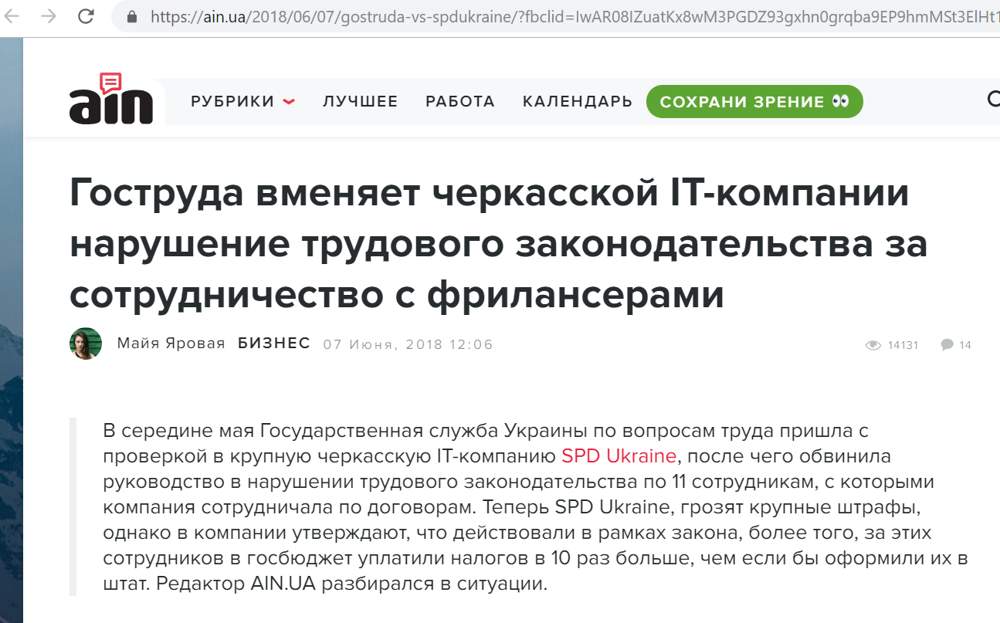 https://ain.ua/2018/06/07/gostruda-vs-spdukraine/?fbclid=IwAR08IZuatKx8wM3PGDZ93gxhn0grqba9EP9hmMSt3ElHt1
ain
РУБРИКИ ЛУЧШЕЕ РАБОТА КАЛЕНДАРЬ СОХРАНИ ЗРЕНИЕ 👀
Гоструда вменяет черкасской IT-компании
нарушение трудового законодательства за
сотрудничество с фрилансерами
Майя Яровая БИЗНЕС 07 Июня, 2018 12:06 14131 14
В середине мая Государственная служба Украины по вопросам труда пришла с
проверкой в крупную черкасскую IT-компанию SPD Ukraine, после чего обвинила
руководство в нарушении трудового законодательства по 11 сотрудникам, с которыми
компания сотрудничала по договорам. Теперь SPD Ukraine, грозят крупные штрафы,
однако в компании утверждают, что действовали в рамках закона, более того, за этих
сотрудников в госбюджет уплатили налогов в 10 раз больше, чем если бы оформили их в
штат. Редактор AIN.UA разбирался в ситуации.